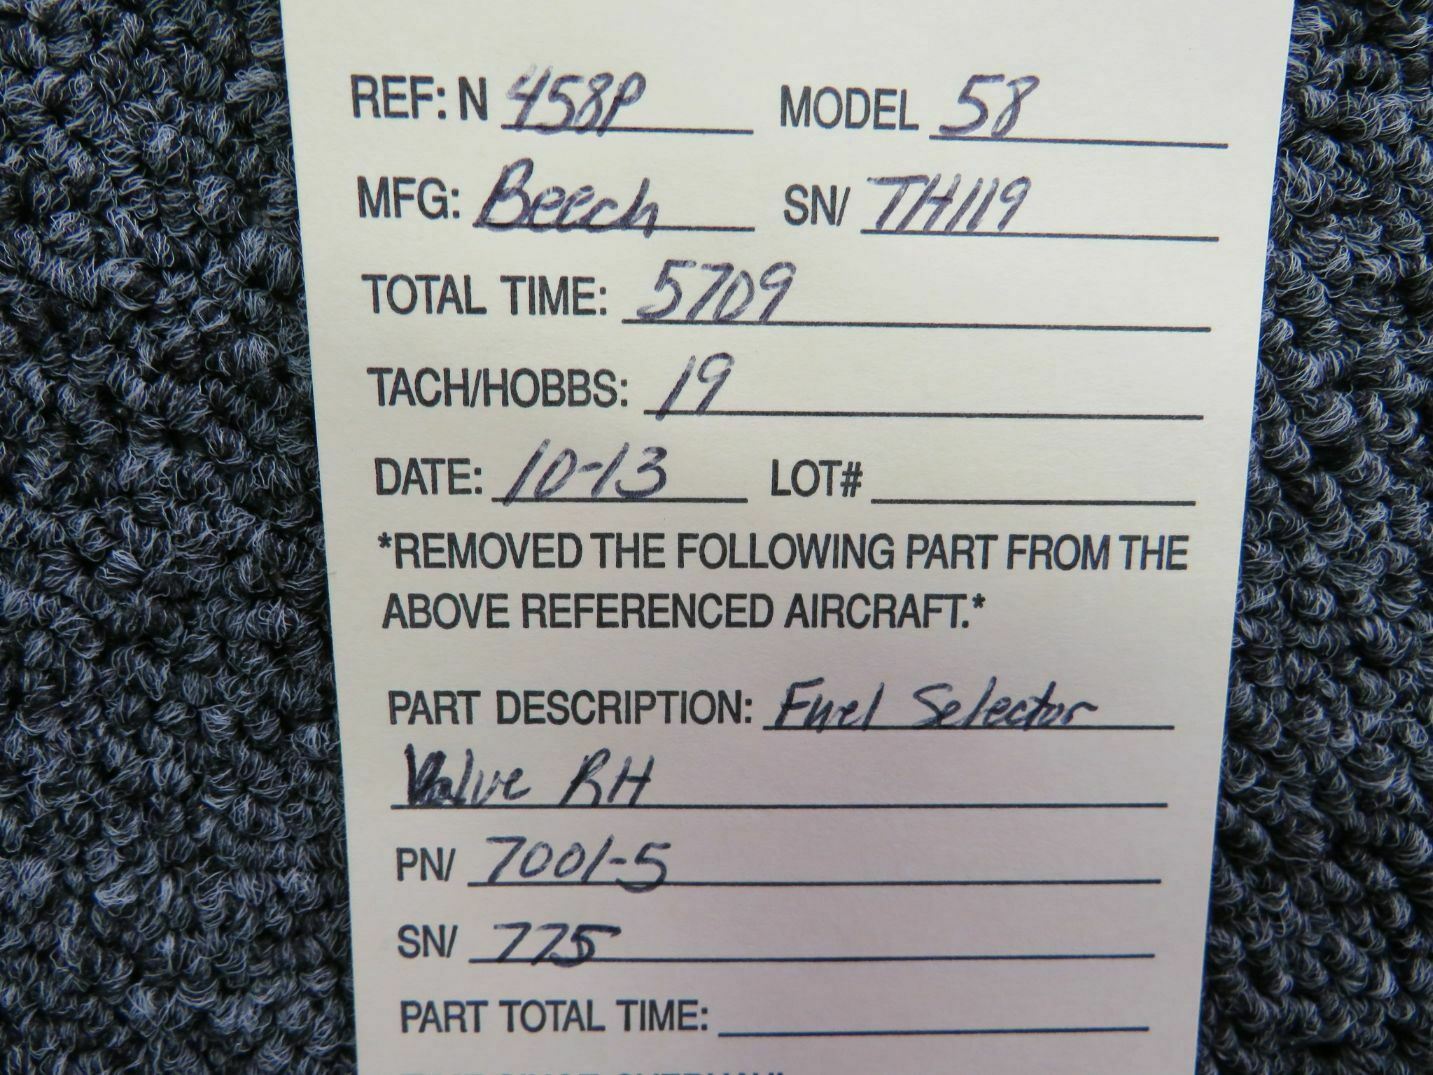 REF: N 458P MODEL 58
MFG: Beech SN/ TH119
TOTAL TIME: 5709
TACH/HOBBS: 19
DATE: 10-13 LOT#
*REMOVED THE FOLLOWING PART FROM THE
ABOVE REFERENCED AIRCRAFT.*
PART DESCRIPTION: Fuel Selector
Valve RH
PN/ 7001-5
SN/ 775
PART TOTAL TIME: